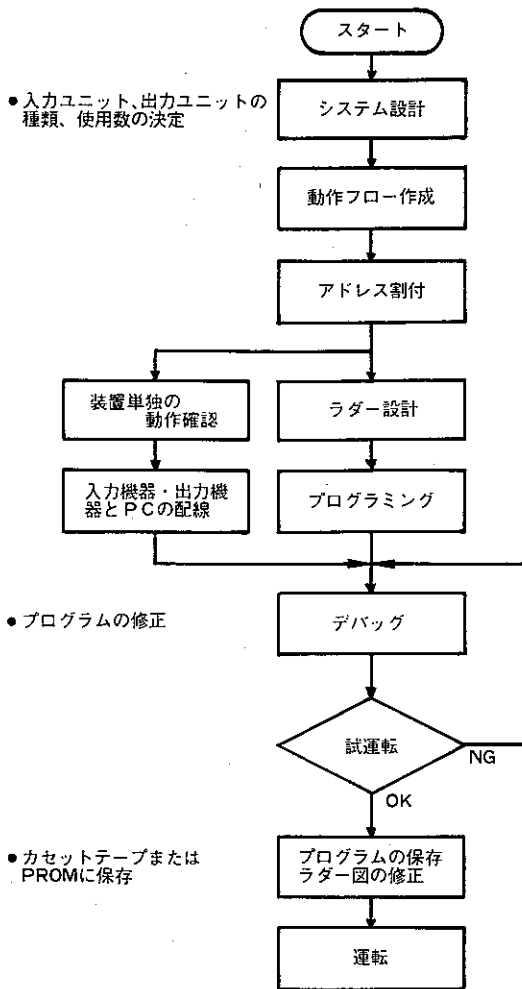 スタート
● 入力ユニット、出力ユニットの
種類、使用数の決定
システム設計
動作フロー作成
アドレス割付
装置単独の
動作確認
ラダー設計
入力機器・出力機
器とPCの配線
プログラミング
● プログラムの修正
デバッグ
試運転
NG
OK
● カセットテープまたは
PROMに保存
プログラムの保存
ラダー図の修正
運転